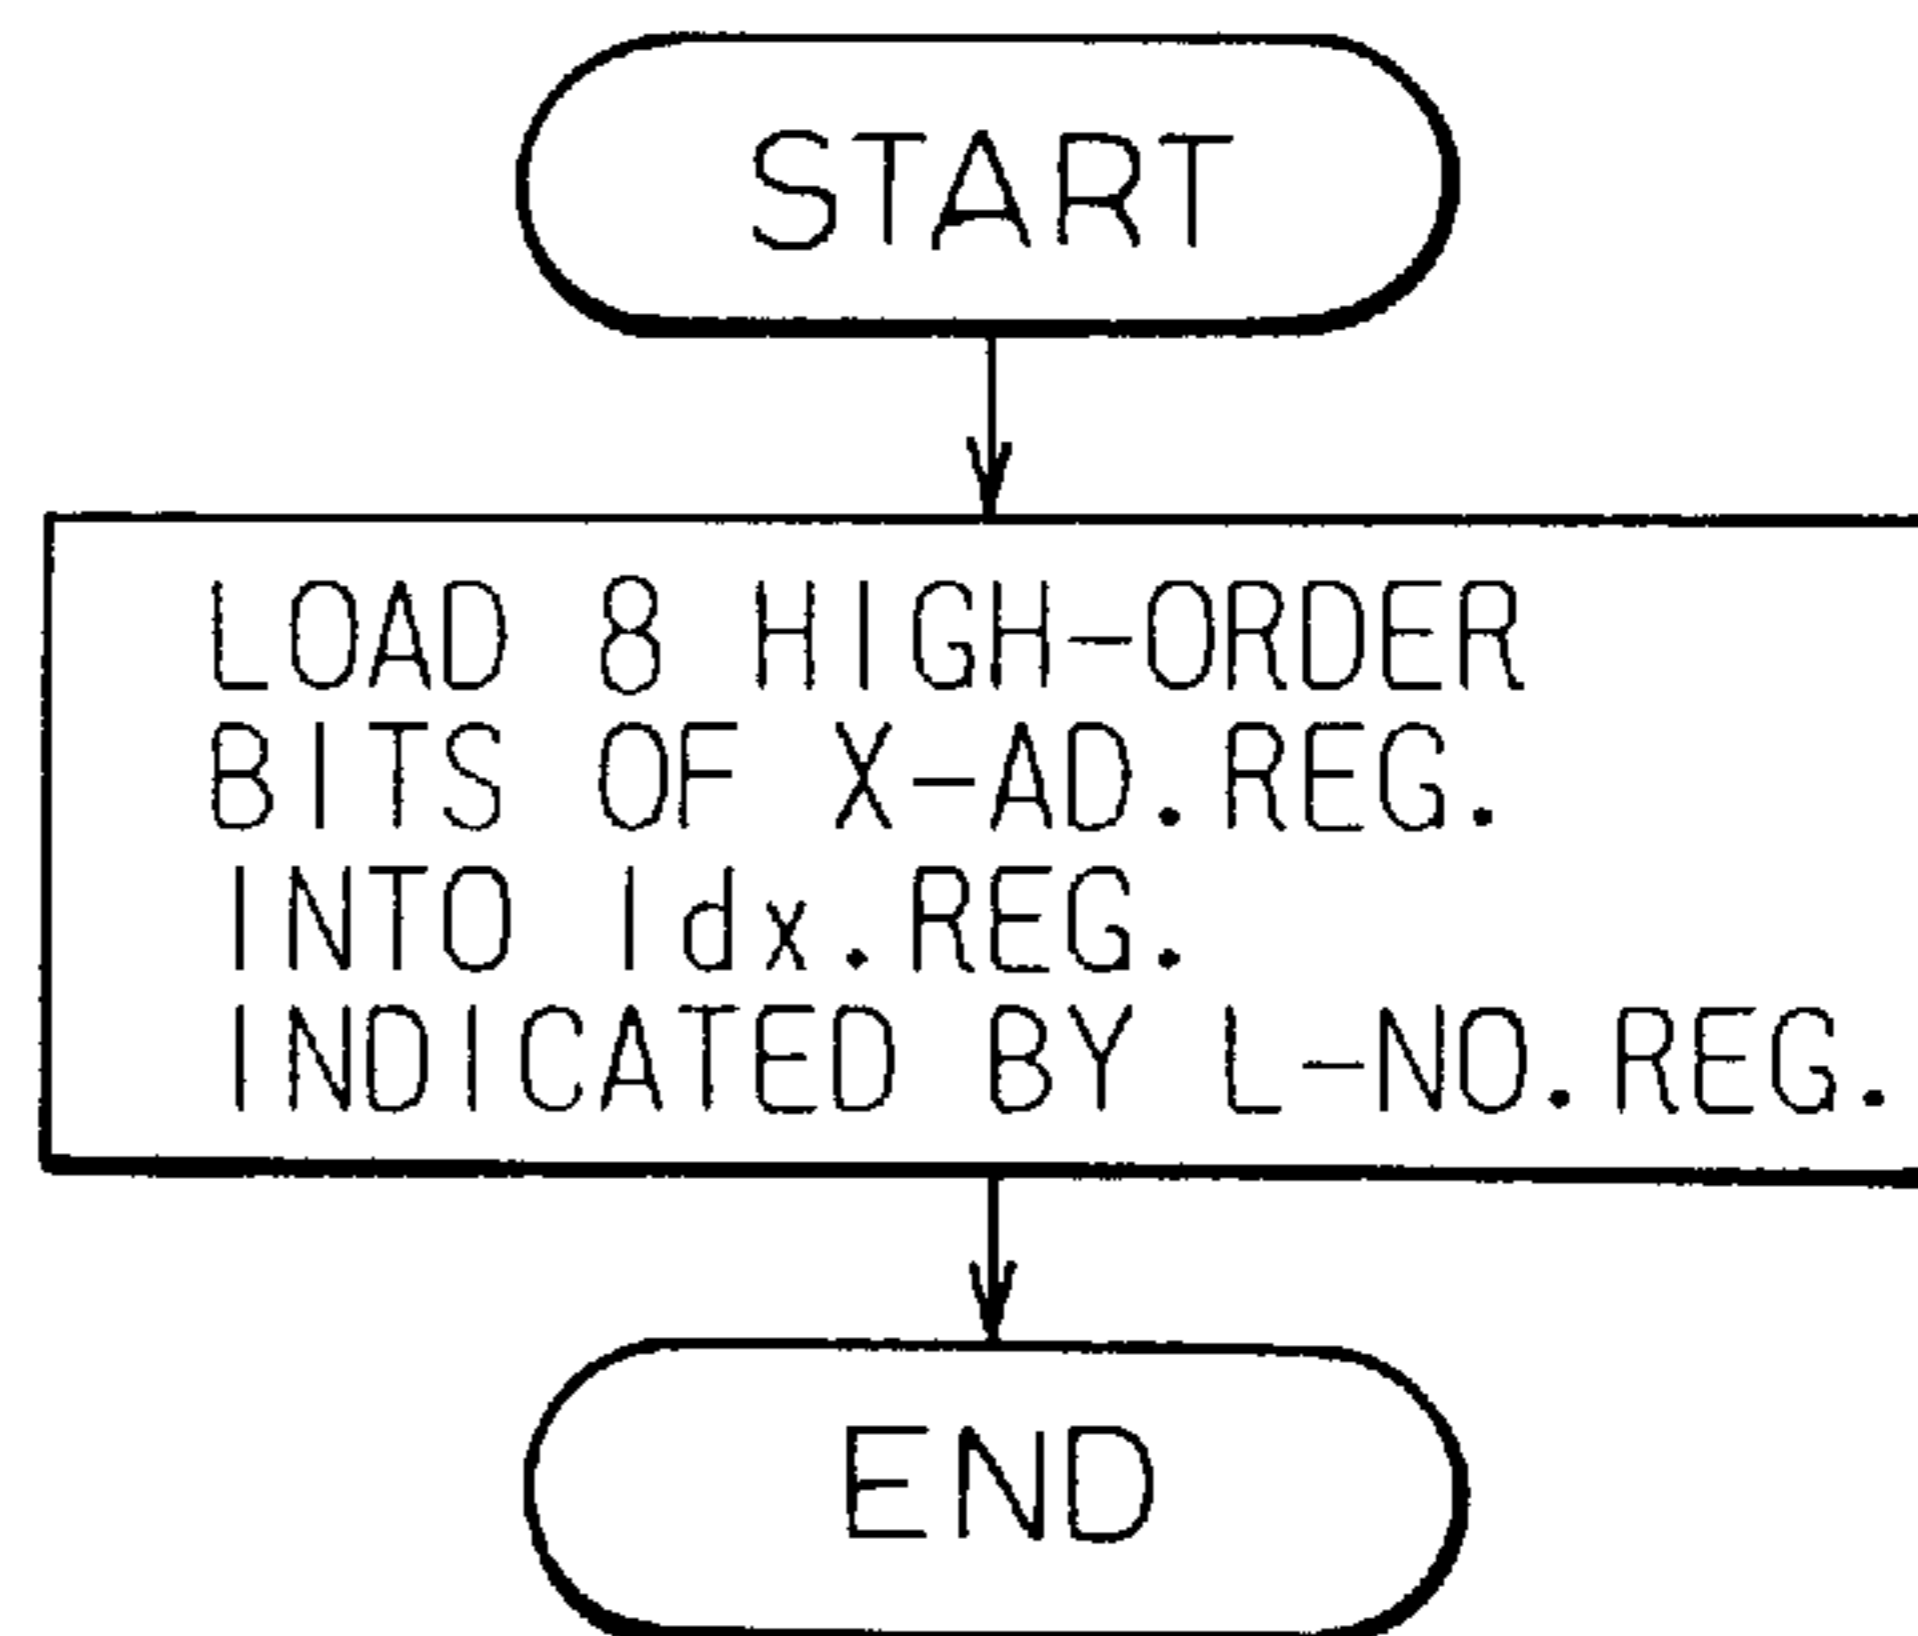 START
LOAD 8 HIGH-ORDER
BITS OF X-AD.REG.
INTO Idx.REG.
INDICATED BY L-NO.REG.
END